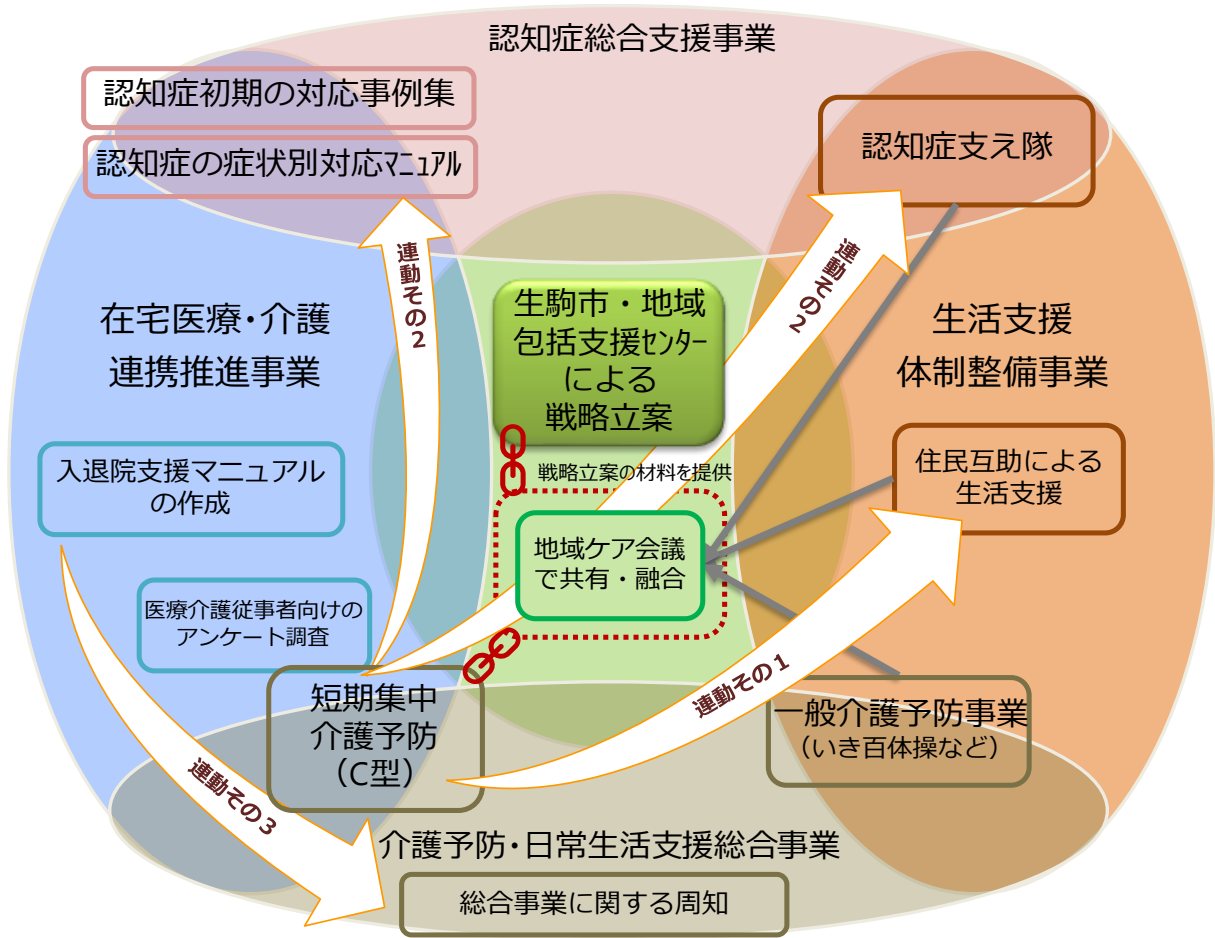 認知症総合支援事業
認知症初期の対応事例集
認知症の症状別対応ﾏﾆｭｱﾙ
認知症支え隊
連動その2
連動その2
在宅医療・介護
連携推進事業
生駒市・地域
包括支援ｾﾝﾀｰ
による
戦略立案
生活支援
体制整備事業
戦略立案の材料を提供
入退院支援マニュアル
の作成
住民互助による
生活支援
地域ケア会議
で共有・融合
医療介護従事者向けの
アンケート調査
短期集中
介護予防
（C型）
連動その１
一般介護予防事業
（いき百体操など）
連動その３
介護予防・日常生活支援総合事業
総合事業に関する周知